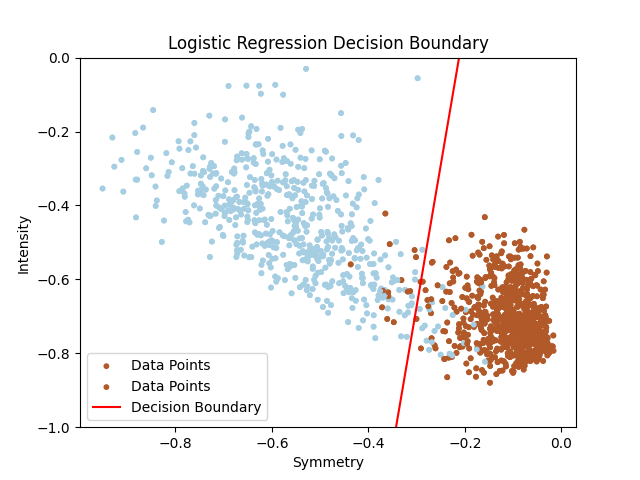 Logistic Regression Decision Boundary
Intensity
0.0
−0.2
−0.4
−0.6
−0.8
−1.0
Data Points
Data Points
Decision Boundary
−0.8 −0.6 −0.4 −0.2 0.0
Symmetry